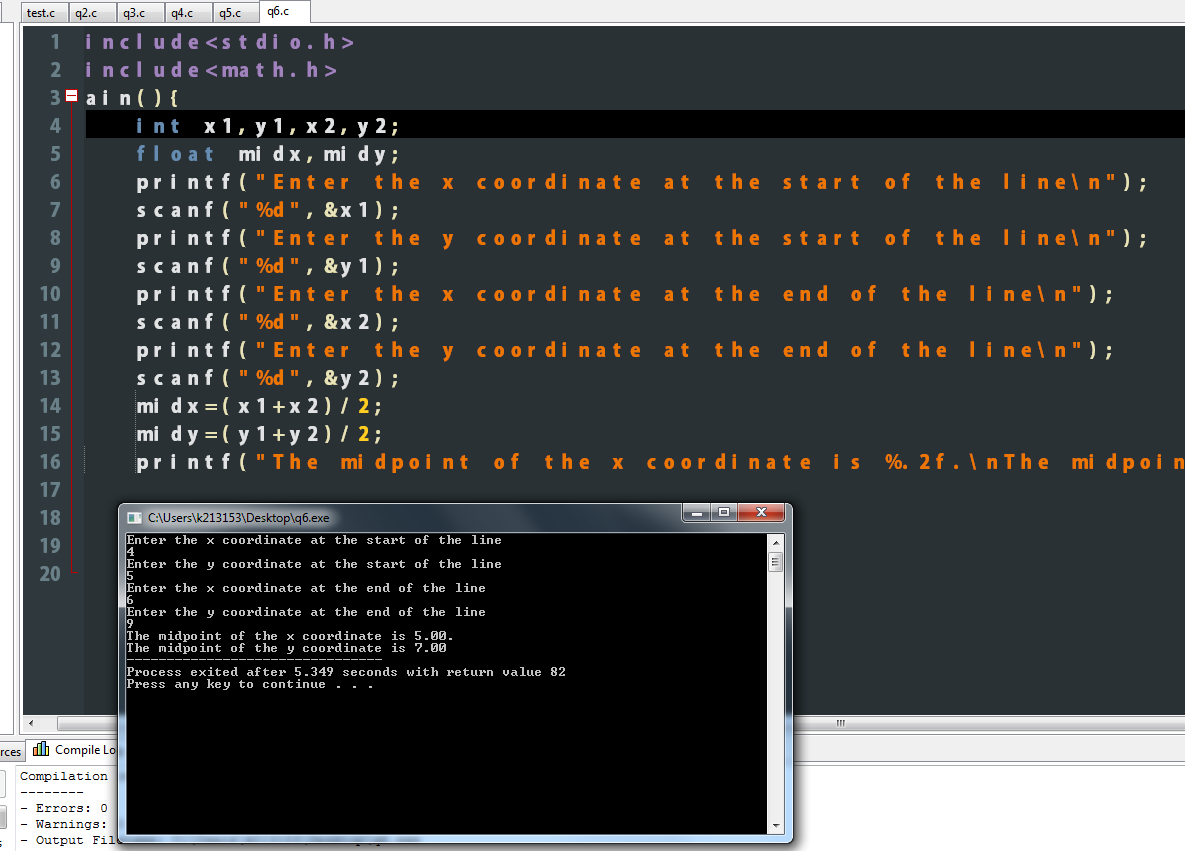 test.c q2.c q3.c q4.c q5.c q6.c
1 include<stdio.h>
2 include<math.h>
3 ain(){
4 int x1,y1,x2,y2;
5 float midx,midy;
6 printf("Enter the x coordinate at the start of the line\n");
7 scanf("%d",&x1);
8 printf("Enter the y coordinate at the start of the line\n");
9 scanf("%d",&y1);
10 printf("Enter the x coordinate at the end of the line\n");
11 scanf("%d",&x2);
12 printf("Enter the y coordinate at the end of the line\n");
13 scanf("%d",&y2);
14 midx=(x1+x2)/2;
15 midy=(y1+y2)/2;
16 printf("The midpoint of the x coordinate is %.2f.\nThe midpoin
17
18
19
20
C:\Users\k213153\Desktop\q6.exe
Enter the x coordinate at the start of the line
4
Enter the y coordinate at the start of the line
5
Enter the x coordinate at the end of the line
6
Enter the y coordinate at the end of the line
9
The midpoint of the x coordinate is 5.00.
The midpoint of the y coordinate is 7.00
--------------------------------
Process exited after 5.349 seconds with return value 82
Press any key to continue . . .
rces Compile Lo
Compilation
--------
- Errors: 0
- Warnings:
- Output Fil